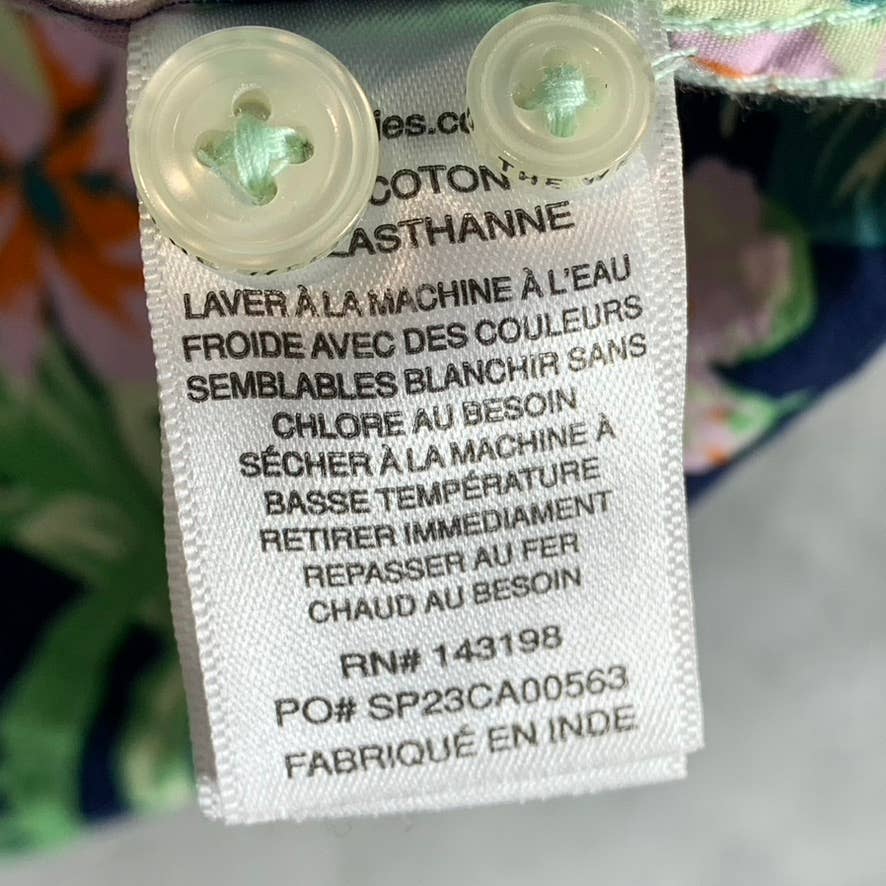 ies.co
COTON
LASTHANNE
LAVER À LA MACHINE À L'EAU
FROIDE AVEC DES COULEURS
SEMBLABLES BLANCHIR SANS
CHLORE AU BESOIN
SÉCHER À LA MACHINE À
BASSE TEMPÉRATURE
RETIRER IMMEDIAMENT
REPASSER AU FER
CHAUD AU BESOIN
RN# 143198
PO# SP23CA00563
FABRIQUÉ EN INDE